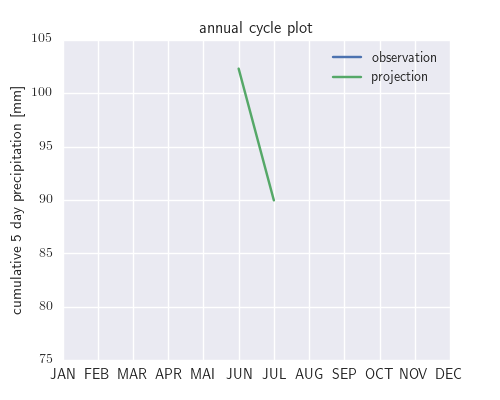 annual cycle plot
105
observation
projection
100
95
90
85
80
75
cumulative 5 day precipitation [mm]
JAN FEB MAR APR MAI JUN JUL AUG SEP OCT NOV DEC